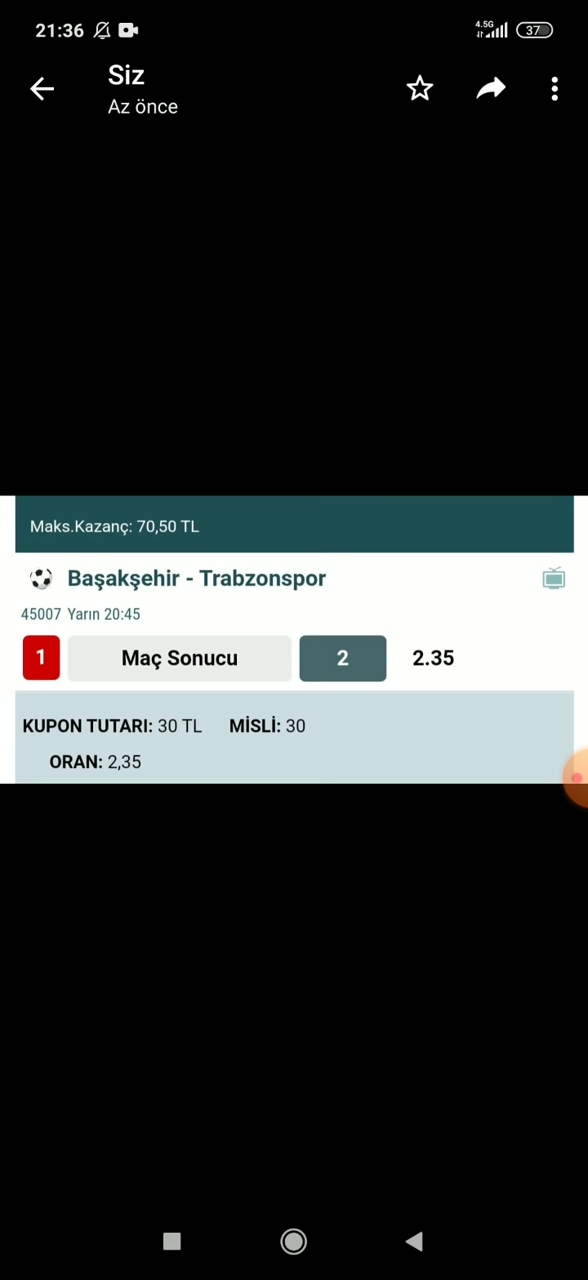 21:36
4.5G
37
Siz
Az önce
Maks.Kazanç: 70,50 TL
Başakşehir - Trabzonspor
45007 Yarın 20:45
1 Maç Sonucu 2 2.35
KUPON TUTARI: 30 TL MİSLİ: 30
ORAN: 2,35